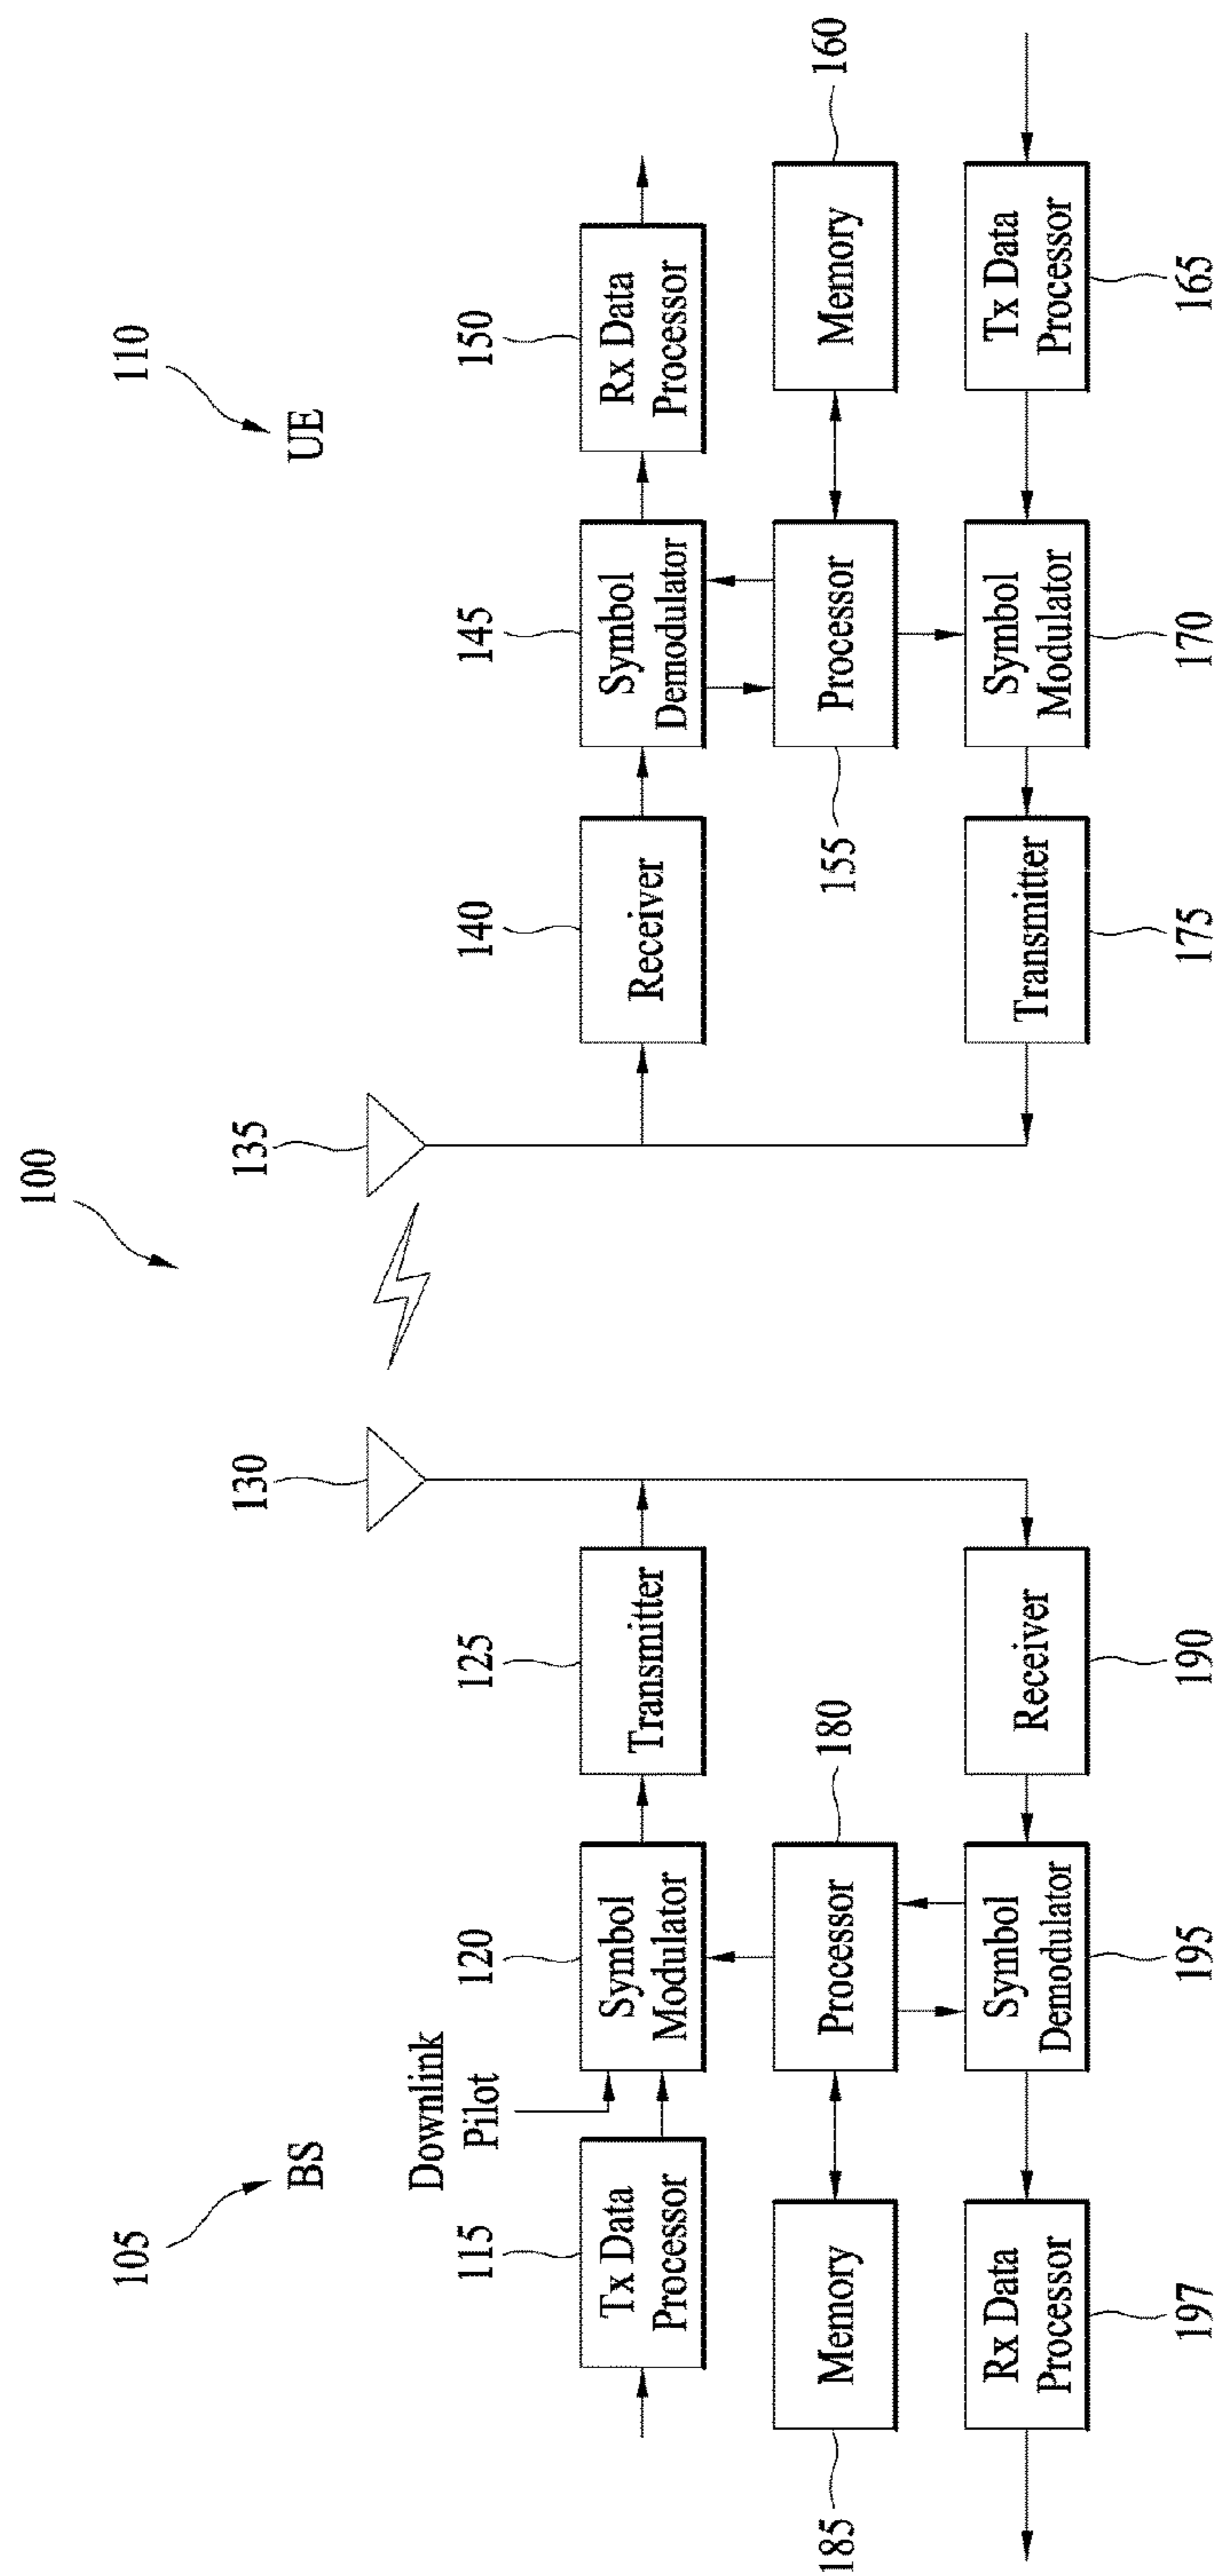 100
105
BS
110
UE
Downlink
Pilot
115
Tx Data
Processor
120
Symbol
Modulator
125
Transmitter
130
135
140
Receiver
145
Symbol
Demodulator
150
Rx Data
Processor
185
Memory
Processor
180
155
Processor
Memory
160
197
Rx Data
Processor
195
Symbol
Demodulator
190
Receiver
175
Transmitter
170
Symbol
Modulator
165
Tx Data
Processor